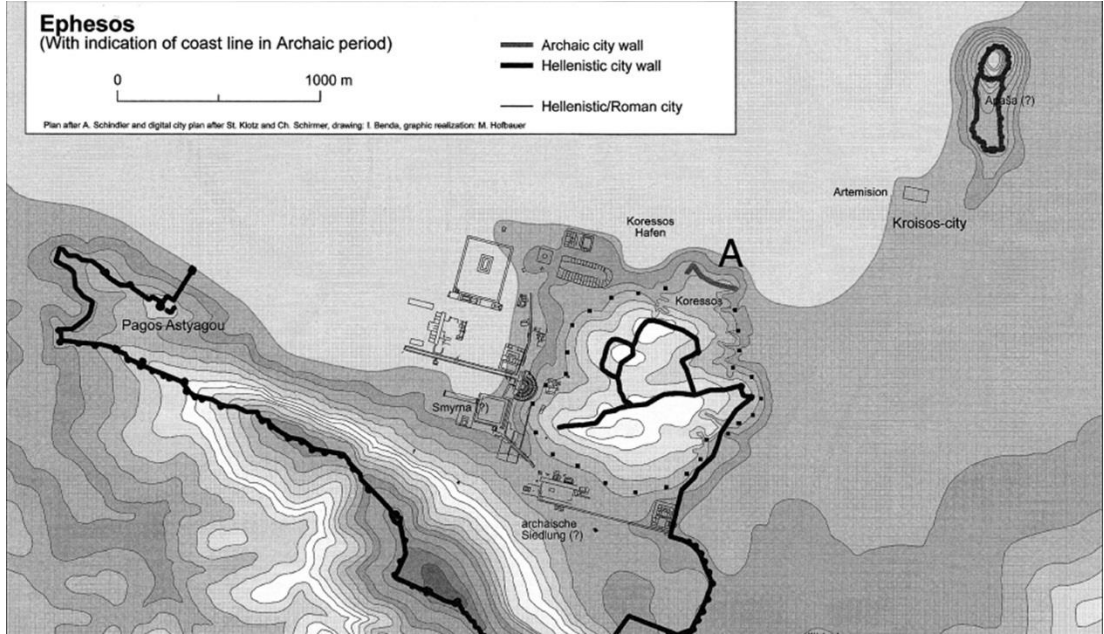 Ephesos
(With indication of coast line in Archaic period)
0 1000 m
Archaic city wall
Hellenistic city wall
Hellenistic/Roman city
Plan after A. Schindler and digital city plan after St. Klotz and Ch. Schirmer, drawing: I. Benda, graphic realization: M. Hofbauer
Apaša (?)
Artemision
Kroisos-city
Koressos
Hafen
A
Koressos
Pagos Astyagou
Smyrna (?)
archaische
Siedlung (?)